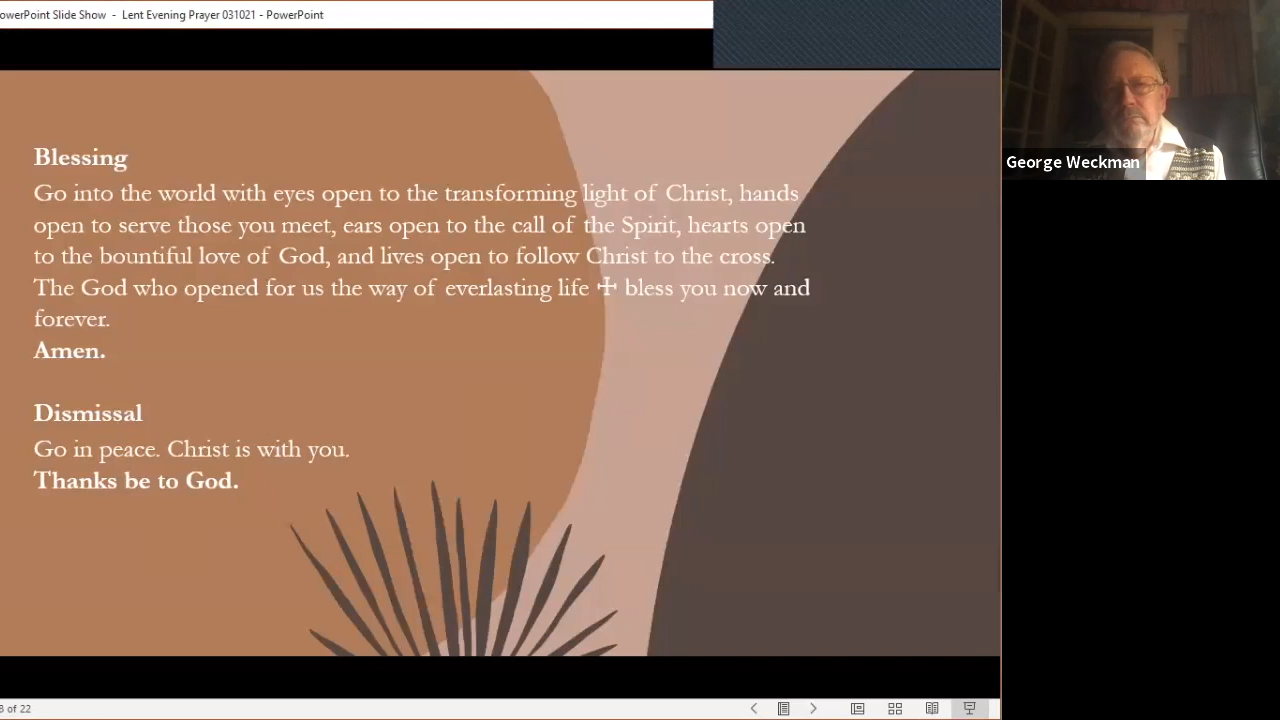 owerPoint Slide Show - Lent Evening Prayer 031021 - PowerPoint
George Weckman
Blessing
Go into the world with eyes open to the transforming light of Christ, hands
open to serve those you meet, ears open to the call of the Spirit, hearts open
to the bountiful love of God, and lives open to follow Christ to the cross.
The God who opened for us the way of everlasting life ☩ bless you now and
forever.
Amen.
Dismissal
Go in peace. Christ is with you.
Thanks be to God.
of 22